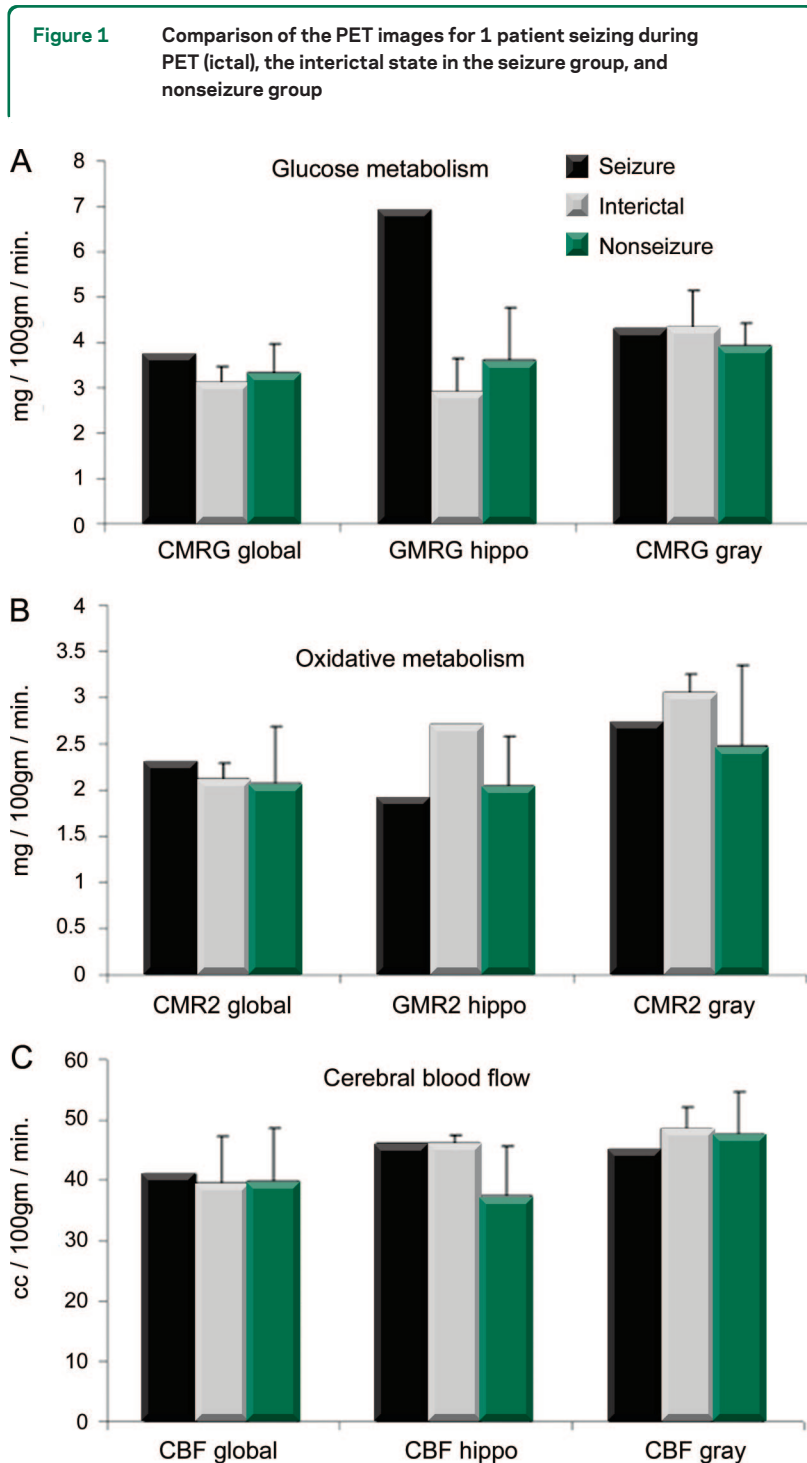 Figure 1 Comparison of the PET images for 1 patient seizing during
PET (ictal), the interictal state in the seizure group, and
nonseizure group
A
Glucose metabolism
Seizure
Interictal
Nonseizure
mg / 100gm / min.
8
7
6
5
4
3
2
1
0
CMRG global GMRG hippo CMRG gray
B
Oxidative metabolism
mg / 100gm / min.
4
3.5
3
2.5
2
1.5
1
0.5
0
CMR2 global GMR2 hippo CMR2 gray
C
Cerebral blood flow
cc / 100gm / min.
60
50
40
30
20
10
0
CBF global CBF hippo CBF gray